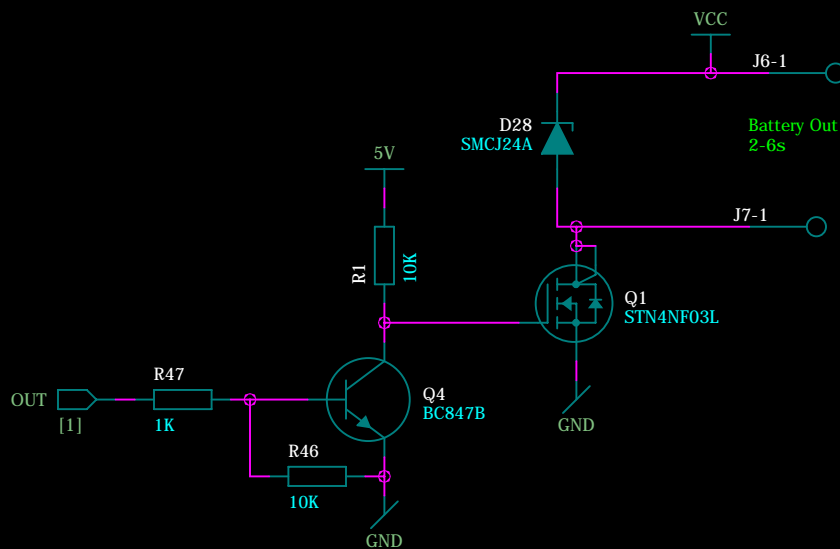 VCC
J6-1
D28
SMCJ24A
Battery Out
2-6s
5V
J7-1
R1
10K
Q1
STN4NF03L
R47
OUT
[1]
1K
Q4
BC847B
GND
R46
10K
GND